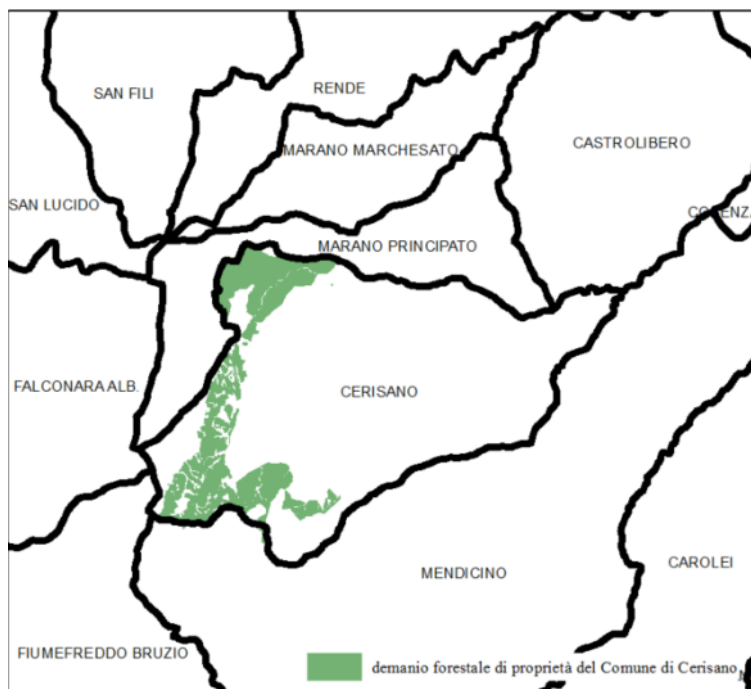 RENDE
SAN FILI
CASTROLIBERO
MARANO MARCHESATO
SAN LUCIDO
MARANO PRINCIPATO
FALCONARA ALB.
CERISANO
CAROLEI
MENDICINO
FIUMEFREDDO BRUZIO
demanio forestale di proprietà del Comune di Cerisano